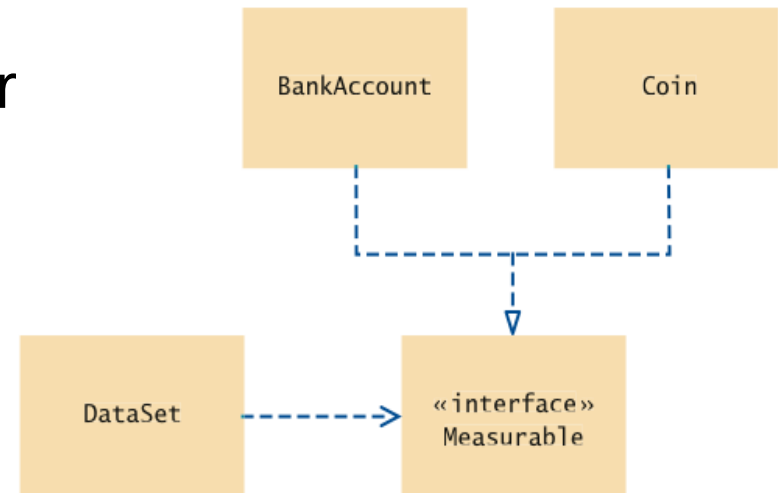 r
BankAccount
Coin
DataSet
«interface»
Measurable